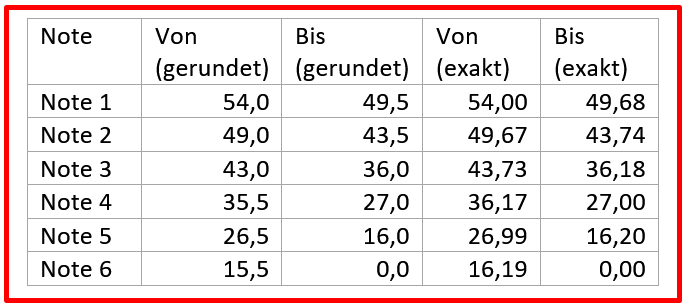 Note Von (gerundet) Bis (gerundet) Von (exakt) Bis (exakt)
Note 1 54,0 49,5 54,00 49,68
Note 2 49,0 43,5 49,67 43,74
Note 3 43,0 36,0 43,73 36,18
Note 4 35,5 27,0 36,17 27,00
Note 5 26,5 16,0 26,99 16,20
Note 6 15,5 0,0 16,19 0,00